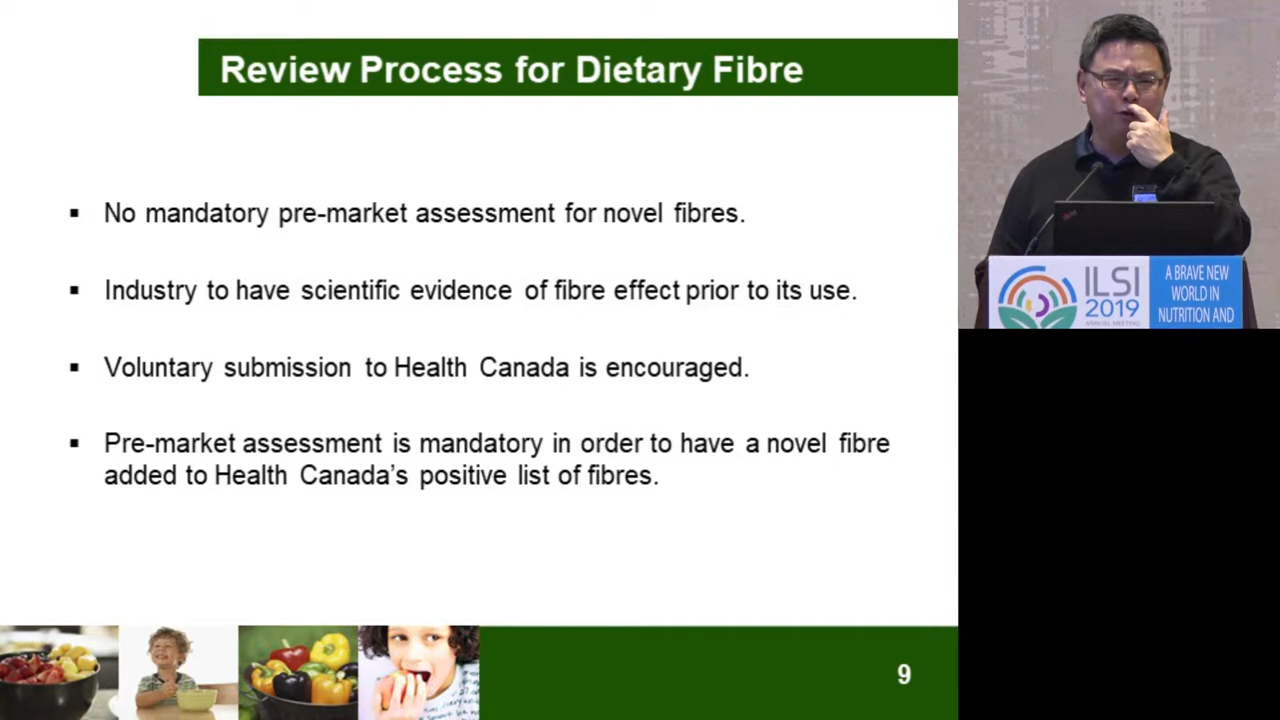 Review Process for Dietary Fibre
▪ No mandatory pre-market assessment for novel fibres.
▪ Industry to have scientific evidence of fibre effect prior to its use.
▪ Voluntary submission to Health Canada is encouraged.
▪ Pre-market assessment is mandatory in order to have a novel fibre
added to Health Canada's positive list of fibres.
9
ILSI
2019
ANNUAL MEETING
A BRAVE NEW
WORLD IN
NUTRITION AND